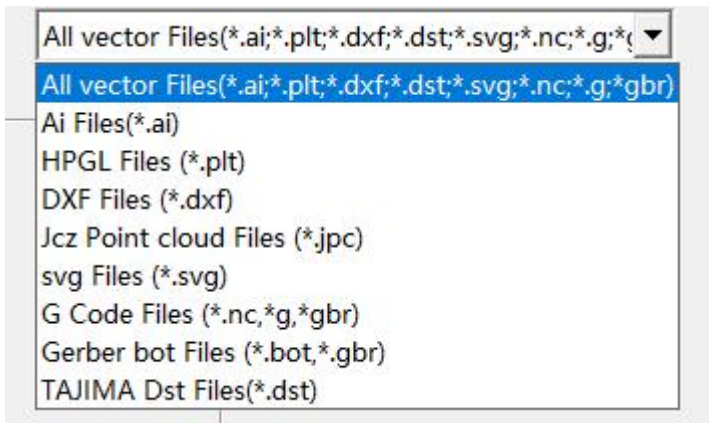 All vector Files(*.ai;*.plt;*.dxf;*.dst;*.svg;*.nc;*.g;*
All vector Files(*.ai;*.plt;*.dxf;*.dst;*.svg;*.nc;*.g;*gbr)
Ai Files(*.ai)
HPGL Files (*.plt)
DXF Files (*.dxf)
Jcz Point cloud Files (*.jpc)
svg Files (*.svg)
G Code Files (*.nc,*g,*gbr)
Gerber bot Files (*.bot,*.gbr)
TAJIMA Dst Files(*.dst)